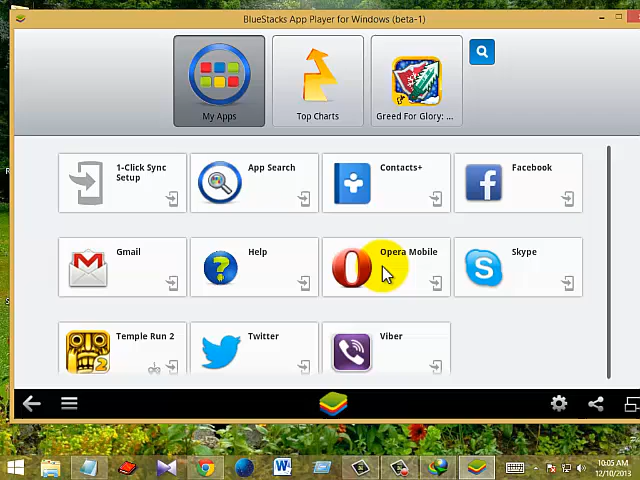 BlueStacks App Player for Windows (beta-1)
My Apps
Top Charts
Greed For Glory: ...
1-Click Sync
Setup
App Search
Contacts+
Facebook
Gmail
Help
Opera Mobile
Skype
Temple Run 2
2
Twitter
Viber
10:05 AM
12/10/2013